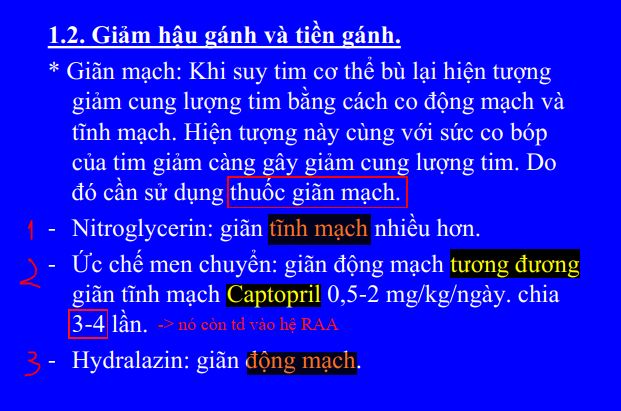 1.2. Giảm hậu gánh và tiền gánh.
* Giãn mạch: Khi suy tim cơ thể bù lại hiện tượng
giảm cung lượng tim bằng cách co động mạch và
tĩnh mạch. Hiện tượng này cùng với sức co bóp
của tim giảm càng gây giảm cung lượng tim. Do
đó cần sử dụng thuốc giãn mạch.
1 - Nitroglycerin: giãn tĩnh mạch nhiều hơn.
2 - Ức chế men chuyển: giãn động mạch tương đương
giãn tĩnh mạch Captopril 0,5-2 mg/kg/ngày. chia
3-4 lần. -> nó còn td vào hệ RAA
3 - Hydralazin: giãn động mạch.